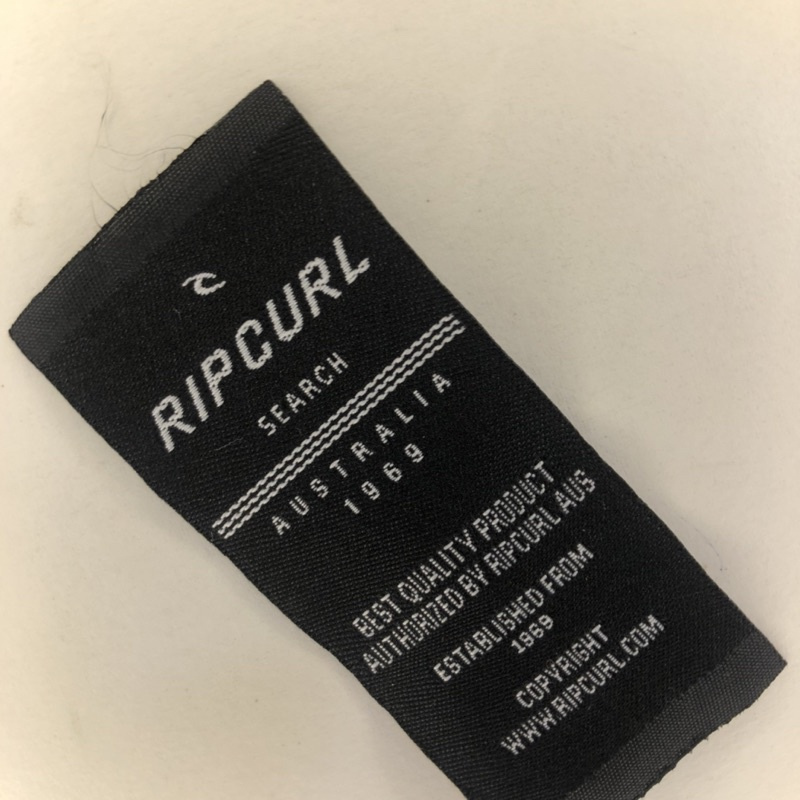 RIPCURL
SEARCH
AUSTRALIA
1969
BEST QUALITY PRODUCT
AUTHORIZED BY RIPCURL AUS
ESTABLISHED FROM
1969
COPYRIGHT
WWW.RIPCURL.COM